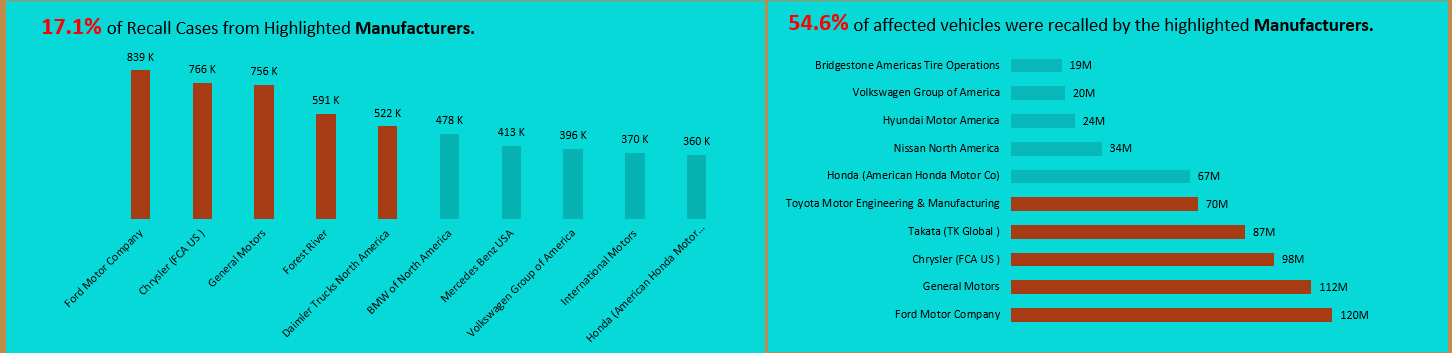 17.1% of Recall Cases from Highlighted Manufacturers.
839 K
766 K
756 K
591 K
522 K
478 K
413 K
396 K
370 K
360 K
Ford Motor Company
Chrysler (FCA US )
General Motors
Forest River
Daimler Trucks North America
BMW of North America
Mercedes Benz USA
Volkswagen Group of America
International Motors
Honda (American Honda Motor...
54.6% of affected vehicles were recalled by the highlighted Manufacturers.
Bridgestone Americas Tire Operations 19M
Volkswagen Group of America 20M
Hyundai Motor America 24M
Nissan North America 34M
Honda (American Honda Motor Co) 67M
Toyota Motor Engineering & Manufacturing 70M
Takata (TK Global ) 87M
Chrysler (FCA US ) 98M
General Motors 112M
Ford Motor Company 120M